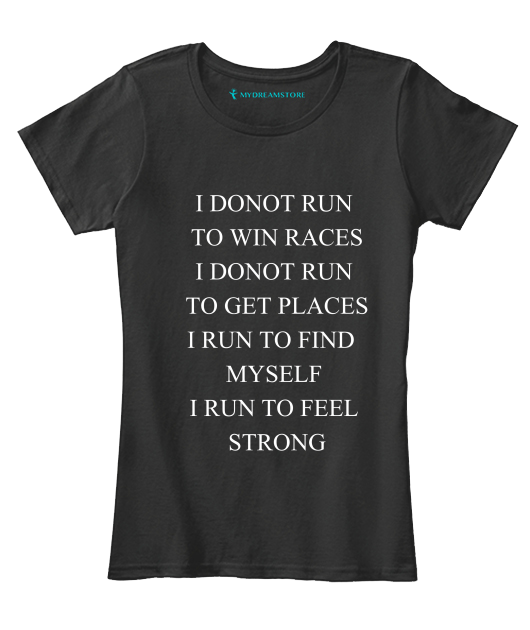 MYDREAMSTORE
I DONOT RUN
TO WIN RACES
I DONOT RUN
TO GET PLACES
I RUN TO FIND
MYSELF
I RUN TO FEEL
STRONG